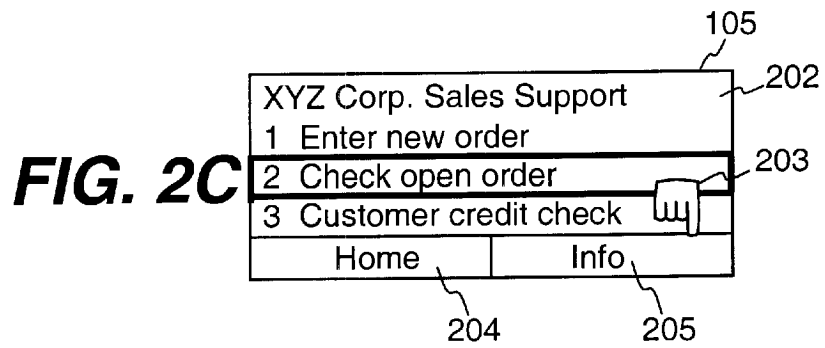 105
202
XYZ Corp. Sales Support
1 Enter new order
FIG. 2C
2 Check open order
203
3 Customer credit check
Home Info
204 205